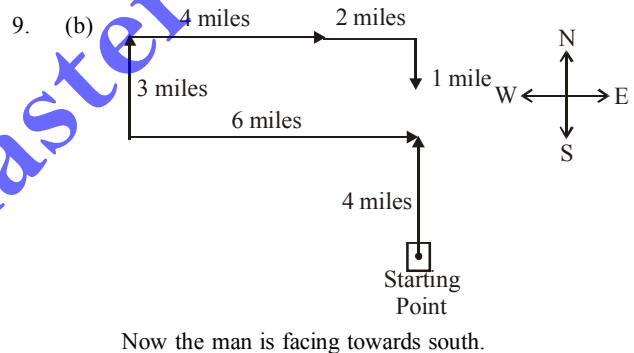 9. (b)
4 miles
2 miles
3 miles
1 mile
6 miles
4 miles
Starting
Point
N
W E
S
Now the man is facing towards south.